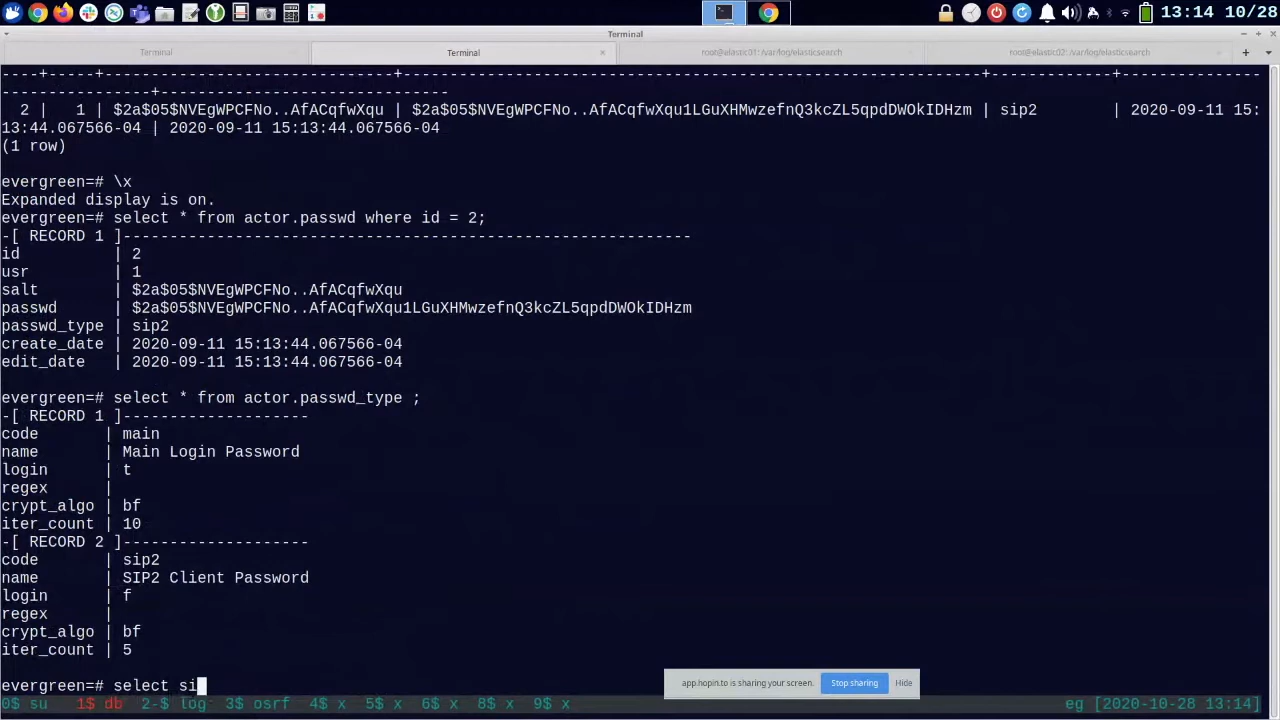 13:14 10/28
Terminal
Terminal
Terminal
root@elastic01: /var/log/elasticsearch
root@elastic02: /var/log/elasticsearch
----+-----+-------------------------------+---------------------------------------------------------------+-------------+---------------
----------------+-------------------------------
2 | 1 | $2a$05$NVEgWPCFNo..AfACqfwXqu | $2a$05$NVEgWPCFNo..AfACqfwXqu1LGuXHMwzefnQ3kcZL5qpdDWOkIDHzm | sip2 | 2020-09-11 15:
13:44.067566-04 | 2020-09-11 15:13:44.067566-04
(1 row)
evergreen=# \x
Expanded display is on.
evergreen=# select * from actor.passwd where id = 2;
-[ RECORD 1 ]-------------------------------------------------------------
id | 2
usr | 1
salt | $2a$05$NVEgWPCFNo..AfACqfwXqu
passwd | $2a$05$NVEgWPCFNo..AfACqfwXqu1LGuXHMwzefnQ3kcZL5qpdDWOkIDHzm
passwd_type | sip2
create_date | 2020-09-11 15:13:44.067566-04
edit_date | 2020-09-11 15:13:44.067566-04
evergreen=# select * from actor.passwd_type ;
-[ RECORD 1 ]--------------------
code | main
name | Main Login Password
login | t
regex |
crypt_algo | bf
iter_count | 10
-[ RECORD 2 ]--------------------
code | sip2
name | SIP2 Client Password
login | f
regex |
crypt_algo | bf
iter_count | 5
evergreen=# select si
app.hopin.to is sharing your screen.
Stop sharing
Hide
0$ su 1$ db 2-$ log 3$ osrf 4$ x 5$ x 6$ x 8$ x 9$ x eg [2020-10-28 13:14]